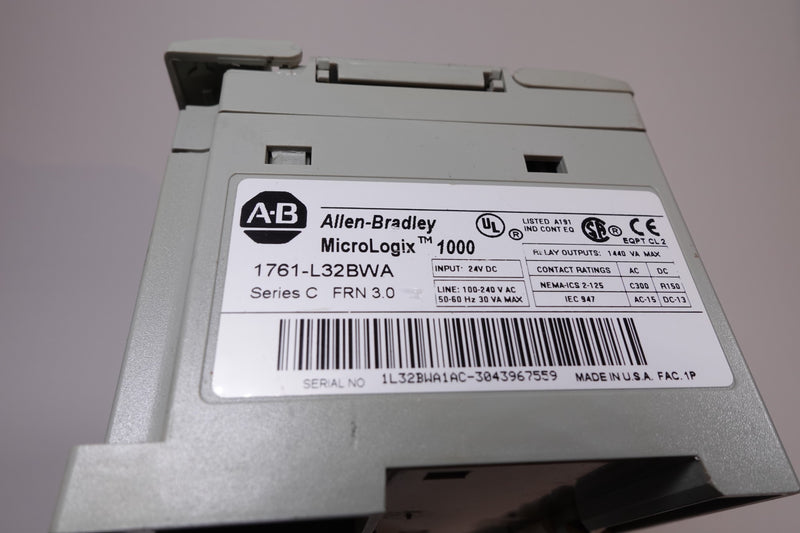 A-B
Allen-Bradley
MicroLogix™ 1000
1761-L32BWA
Series C FRN 3.0
UL ®
LISTED A191
IND CONT EQ
SA ®
CE
EQPT CL 2
INPUT: 24V DC
LINE: 100-240 V AC
50-60 Hz 30 VA MAX
RELAY OUTPUTS: 1440 VA MAX
CONTACT RATINGS AC DC
NEMA-ICS 2-125 C300 R150
IEC 947 AC-15 DC-13
SERIAL NO 1L32BWA1AC-3043967559 MADE IN U.S.A. FAC. 1P